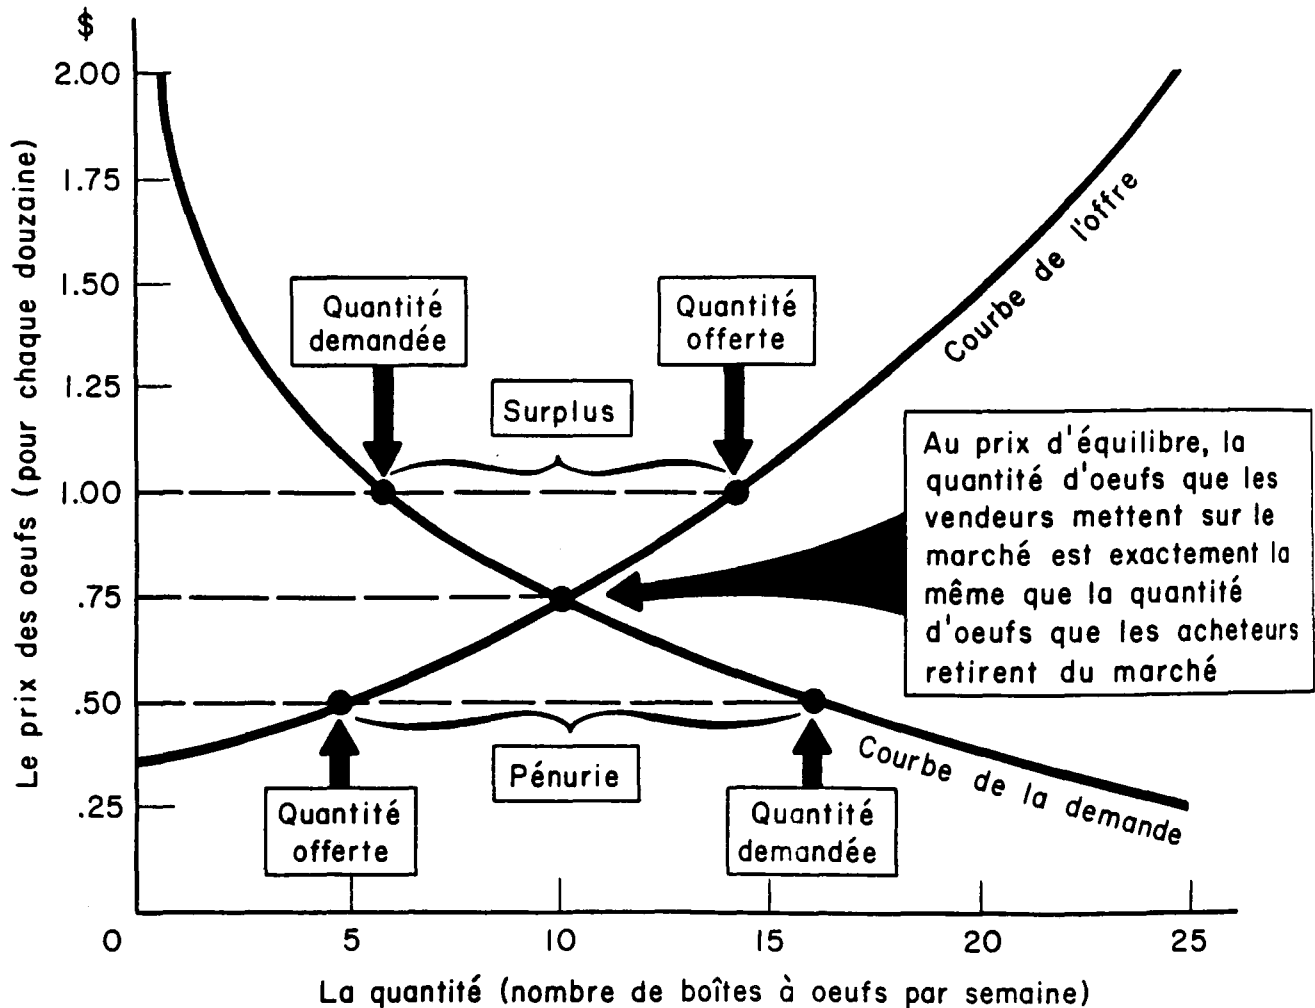 $
2.00
1.75
1.50
1.25
1.00
.75
.50
.25
0
5
10
15
20
25
Le prix des oeufs (pour chaque douzaine)
La quantité (nombre de boîtes à oeufs par semaine)
Quantité
demandée
Quantité
offerte
Surplus
Courbe de l'offre
Au prix d'équilibre, la
quantité d'oeufs que les
vendeurs mettent sur le
marché est exactement la
même que la quantité
d'oeufs que les acheteurs
retirent du marché
Pénurie
Quantité
offerte
Quantité
demandée
Courbe de la demande